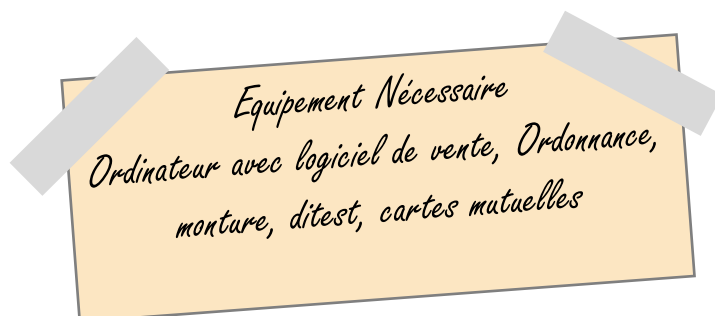 Equipement Nécessaire
Ordinateur avec logiciel de vente, Ordonnance,
monture, ditest, cartes mutuelles